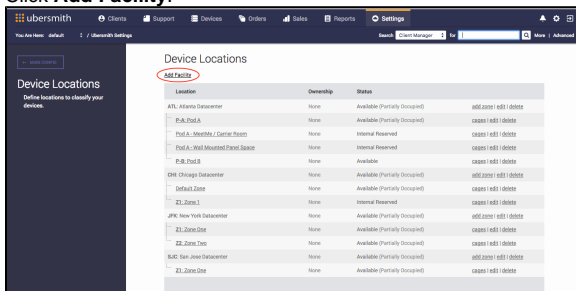 Click Add Facility.
ubersmith Clients Support Devices Orders Sales Reports Settings
You Are Here: default / Ubersmith Settings Search Client Manager for More | Advanced
Device Locations
Add Facility
Device Locations
Define locations to classify your
devices.
Location Ownership Status
ATL: Atlanta Datacenter None Available (Partially Occupied) add zone | edit | delete
P-A: Pod A None Available (Partially Occupied) cages | edit | delete
Pod A - MeetMe / Carrier Room None Internal Reserved cages | edit | delete
Pod A - Wall Mounted Panel Space None Internal Reserved cages | edit | delete
P-B: Pod B None Available cages | edit | delete
CHI: Chicago Datacenter None Available (Partially Occupied) add zone | edit | delete
Default Zone None Available (Partially Occupied) cages | edit | delete
Z1: Zone 1 None Internal Reserved cages | edit | delete
JFK: New York Datacenter None Available (Partially Occupied) add zone | edit | delete
Z1: Zone One None Available (Partially Occupied) cages | edit | delete
Z2: Zone Two None Available (Partially Occupied) cages | edit | delete
SJC: San Jose Datacenter None Available (Partially Occupied) add zone | edit | delete
Z1: Zone One None Available (Partially Occupied) cages | edit | delete